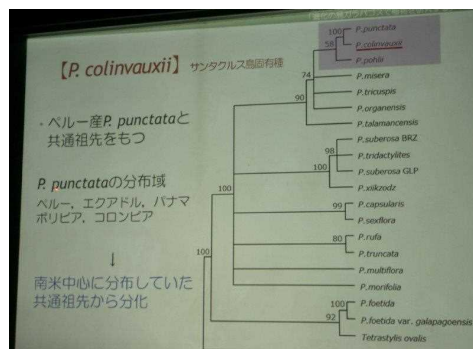 【P. colinvauxii】 サンタクルス島固有種
・ペルー産P. punctataと
共通祖先をもつ
P. punctataの分布域
ペルー, エクアドル, パナマ
ボリビア, コロンビア
↓
南米中心に分布していた
共通祖先から分化
100
58
74
90
98
100
100
99
80
100
100
92
P.punctata
P.colinvauxii
P.pohlii
P.misera
P.tricuspis
P.organensis
P.talamancensis
P.suberosa BRZ
P.tridactylites
P.suberosa GLP
P.xiikzodz
P.capsularis
P.sexflora
P.rufa
P.truncata
P.multiflora
P.morifolia
P.foetida
P.foetida var. galapagoensis
Tetrastylis ovalis